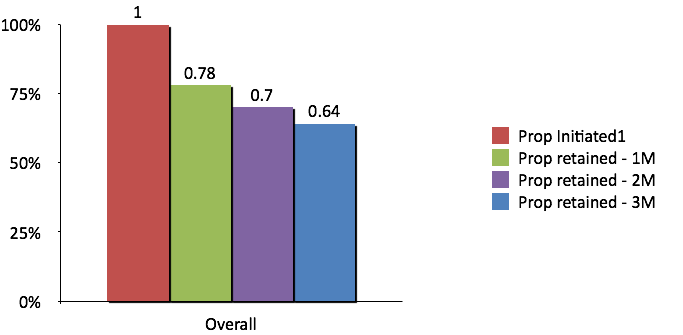 1
100%
0.78
75%
0.7
0.64
50%
25%
0%
Overall
Prop Initiated1
Prop retained - 1M
Prop retained - 2M
Prop retained - 3M